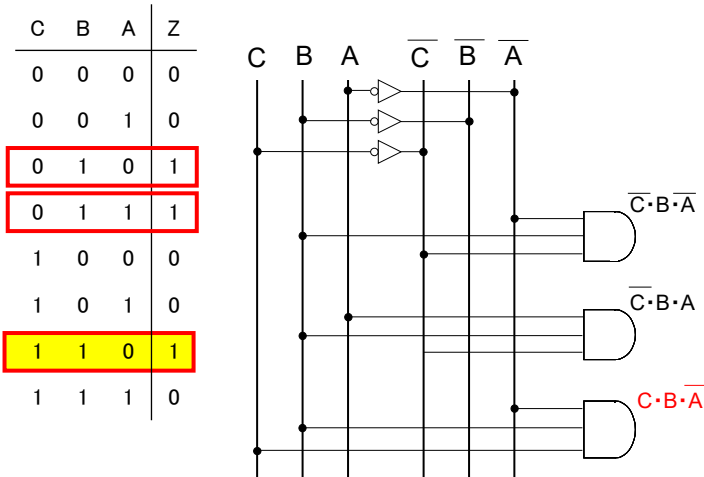 C B A Z
0 0 0 0
0 0 1 0
0 1 0 1
0 1 1 1
1 0 0 0
1 0 1 0
1 1 0 1
1 1 1 0
C B A C̅ B̅ A̅
C̅·B·A̅
C̅·B·A
C·B·A̅